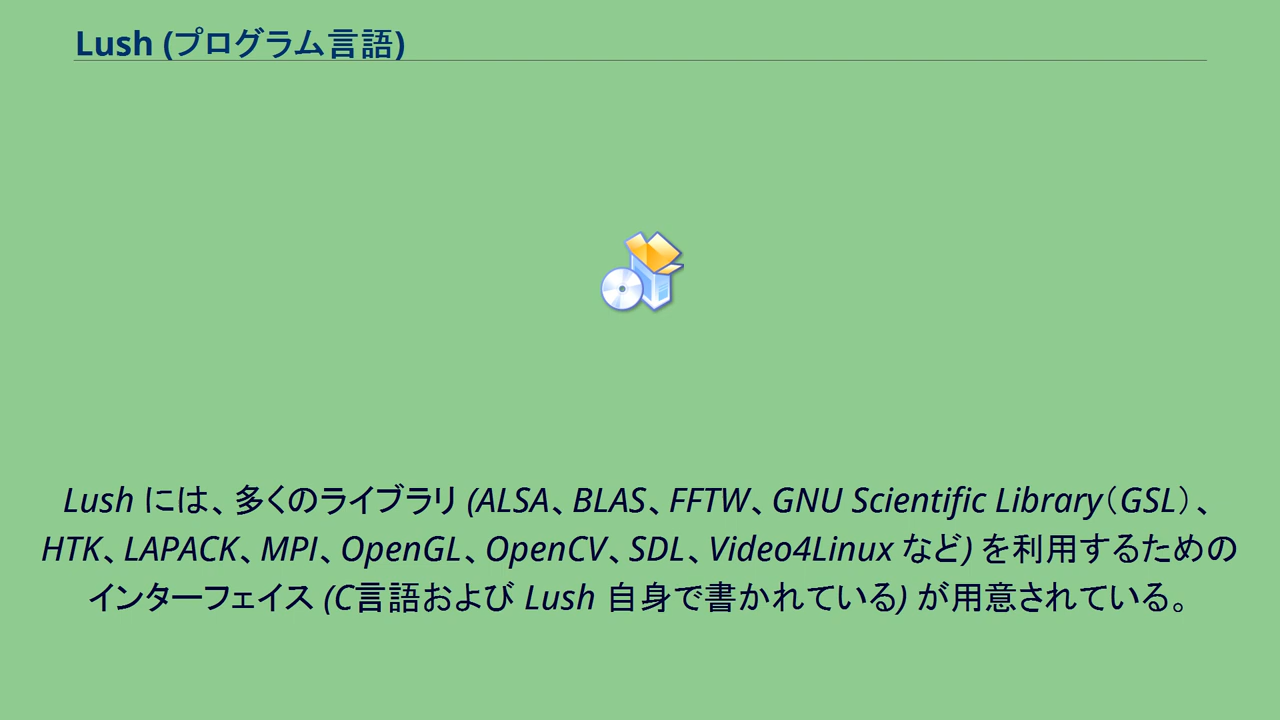 Lush (プログラム言語)
Lush には、多くのライブラリ (ALSA、BLAS、FFTW、GNU Scientific Library（GSL）、
HTK、LAPACK、MPI、OpenGL、OpenCV、SDL、Video4Linux など) を利用するための
インターフェイス (C言語および Lush 自身で書かれている) が用意されている。